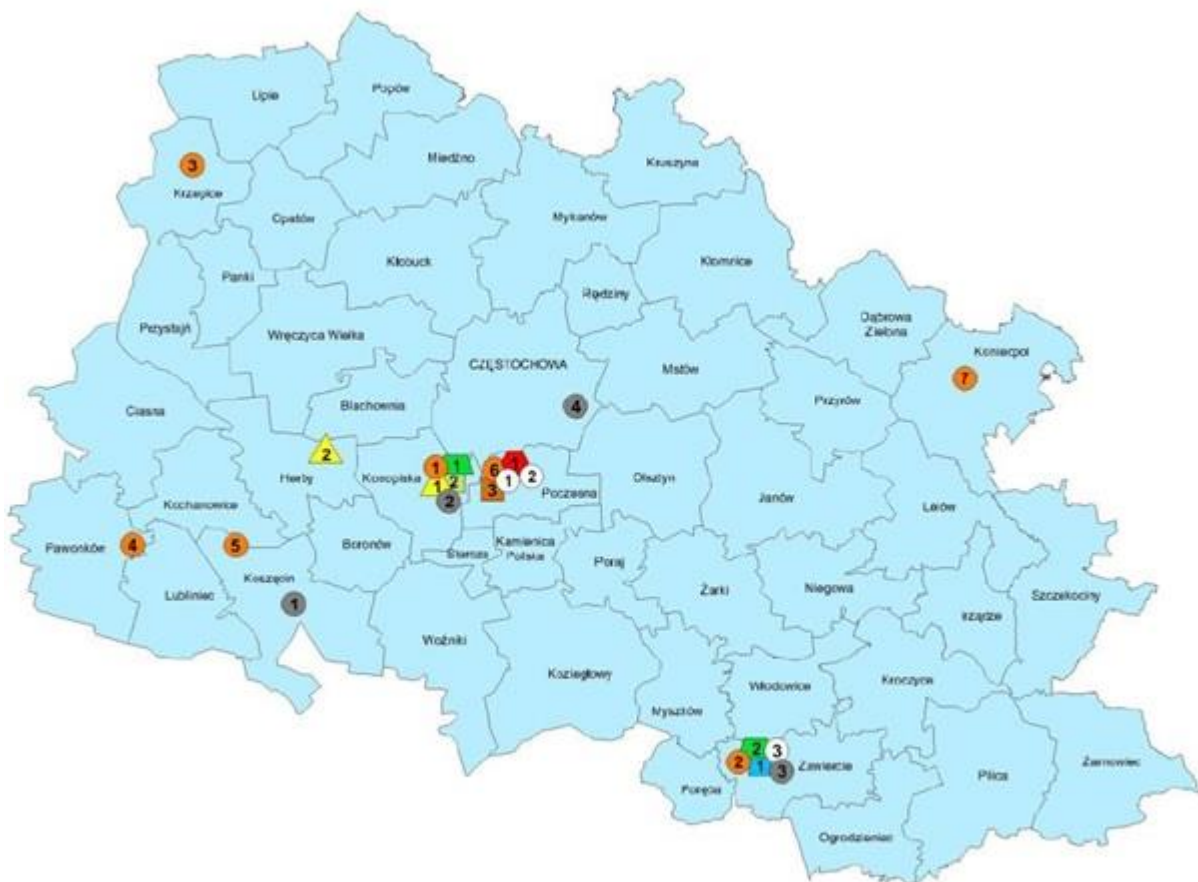 Lipie
Popów
Miedźno
Kruszyna
3
Krzepice
Opatów
Mykanów
Kłobuck
Kłomnice
Panki
Rędziny
Przystajń
Wręczyca Wielka
Dąbrowa
Zielona
Koniecpol
CZĘSTOCHOWA
Mstów
7
Przyrów
Ciasna
Blachownia
4
2
Herby
Konopiska
1
1
1
2
2
6
1
1
2
3
Poczesna
Olsztyn
Janów
Lelów
Kochanowice
Pawonków
4
5
Boronów
Starcza
Kamienica
Polska
Poraj
Koszęcin
Lubliniec
1
Żarki
Niegowa
Szczekociny
Irządze
Woźniki
Koziegłowy
Włodowice
Kroczyce
Myszków
2
3
2
1
3
Zawiercie
Żarnowiec
Pilica
Poręba
Ogrodzieniec